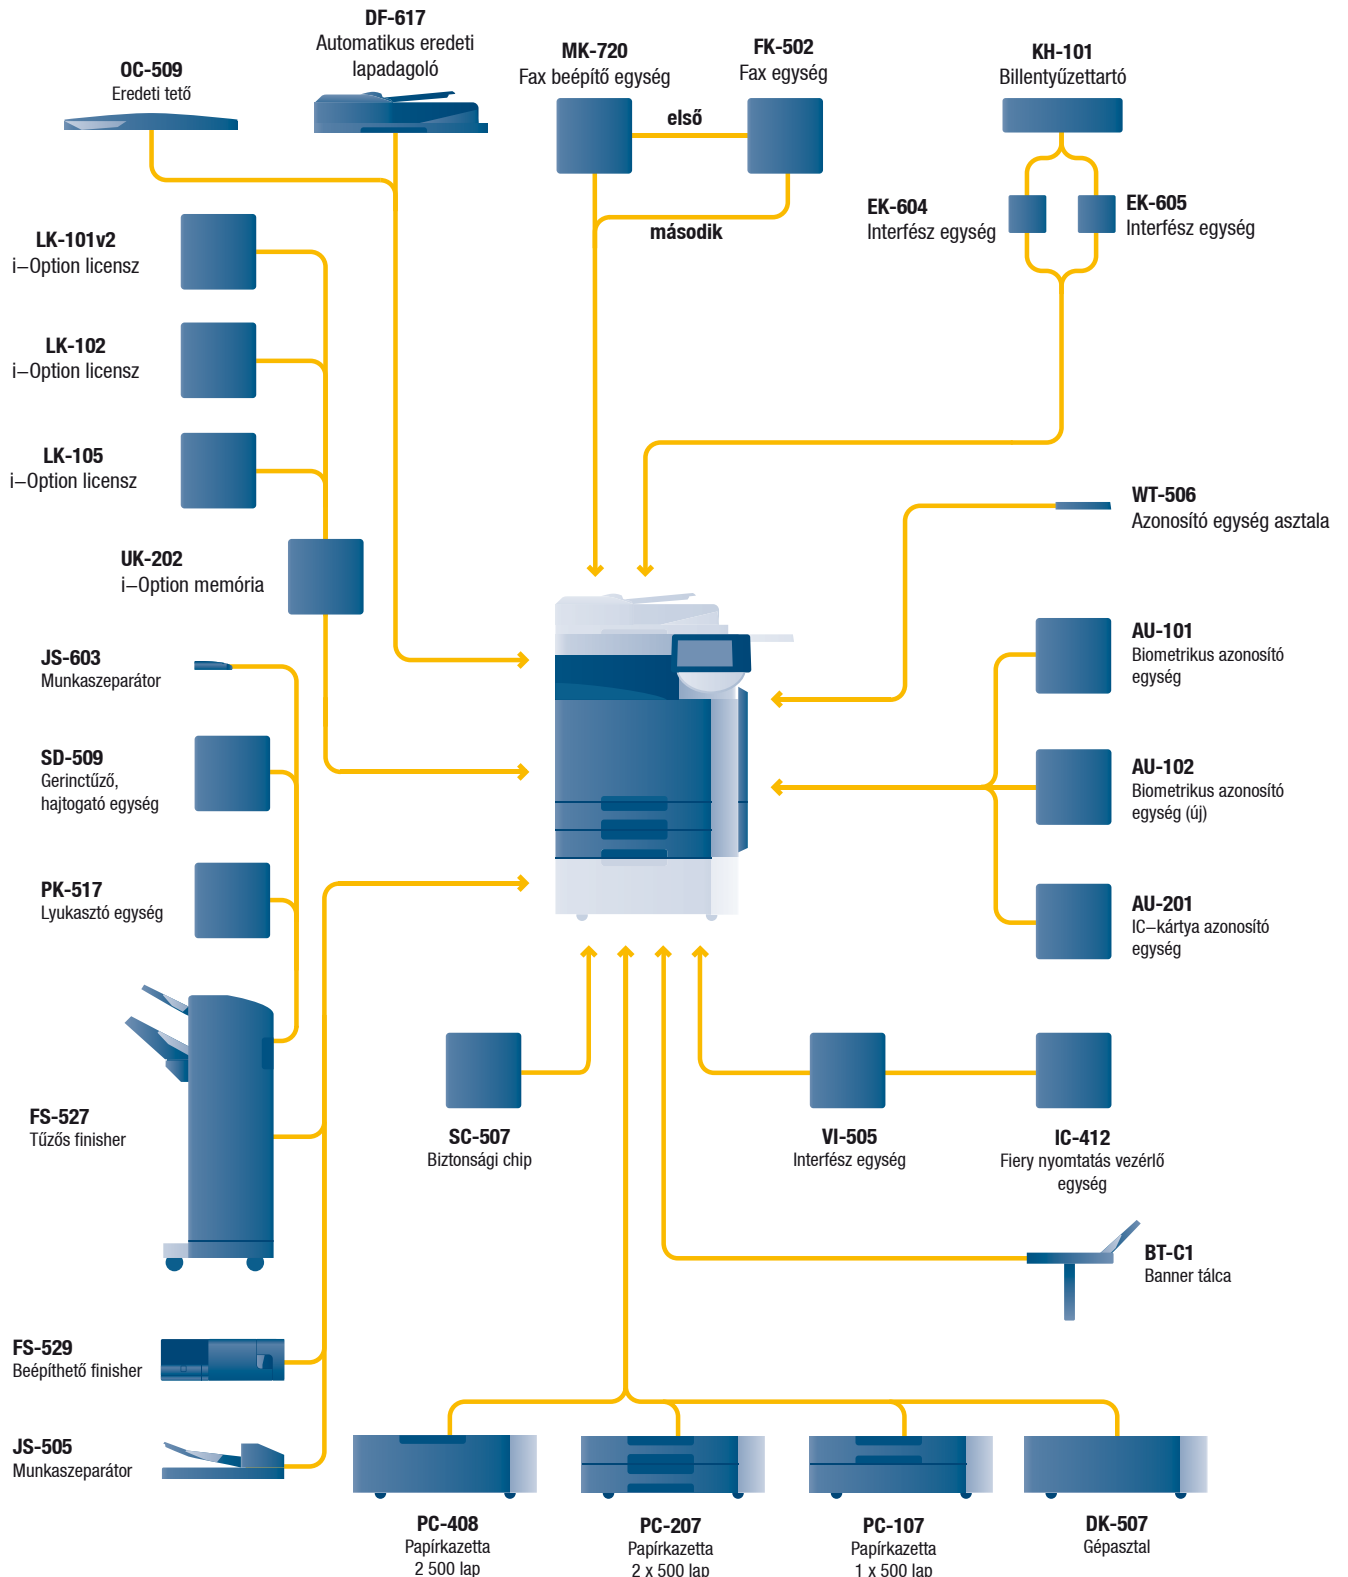 DF-617
Automatikus eredeti
lapadagoló
OC-509
Eredeti tető
MK-720
Fax beépítő egység
FK-502
Fax egység
KH-101
Billentyűzettartó
első
második
EK-604
Interfész egység
EK-605
Interfész egység
LK-101v2
i–Option licensz
LK-102
i–Option licensz
LK-105
i–Option licensz
UK-202
i–Option memória
WT-506
Azonosító egység asztala
JS-603
Munkaszeparátor
SD-509
Gerinctűző,
hajtogató egység
PK-517
Lyukasztó egység
AU-101
Biometrikus azonosító
egység
AU-102
Biometrikus azonosító
egység (új)
AU-201
IC–kártya azonosító
egység
FS-527
Tűzős finisher
SC-507
Biztonsági chip
VI-505
Interfész egység
IC-412
Fiery nyomtatás vezérlő
egység
BT-C1
Banner tálca
FS-529
Beépíthető finisher
JS-505
Munkaszeparátor
PC-408
Papírkazetta
2 500 lap
PC-207
Papírkazetta
2 x 500 lap
PC-107
Papírkazetta
1 x 500 lap
DK-507
Gépasztal